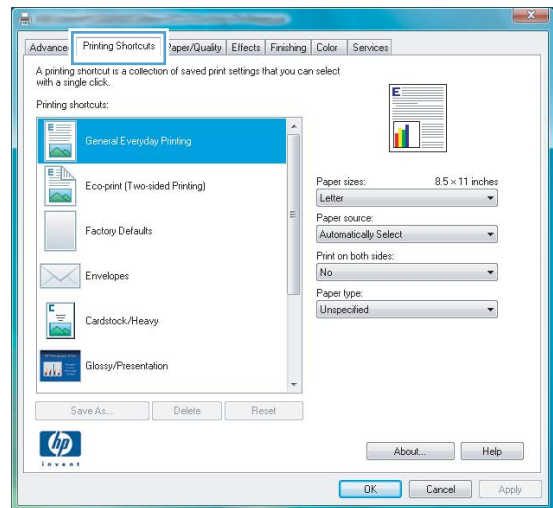 Advance
Printing Shortcuts
Paper/Quality
Effects
Finishing
Color
Services
A printing shortcut is a collection of saved print settings that you can select
with a single click.
Printing shortcuts:
E
General Everyday Printing
E
Eco-print (Two-sided Printing)
Factory Defaults
Envelopes
C
Cardstock/Heavy
Glossy/Presentation
Save As...
Delete
Reset
E
Paper sizes:
8.5 × 11 inches
Letter
Paper source:
Automatically Select
Print on both sides:
No
Paper type:
Unspecified
hp
invent
About...
Help
OK
Cancel
Apply